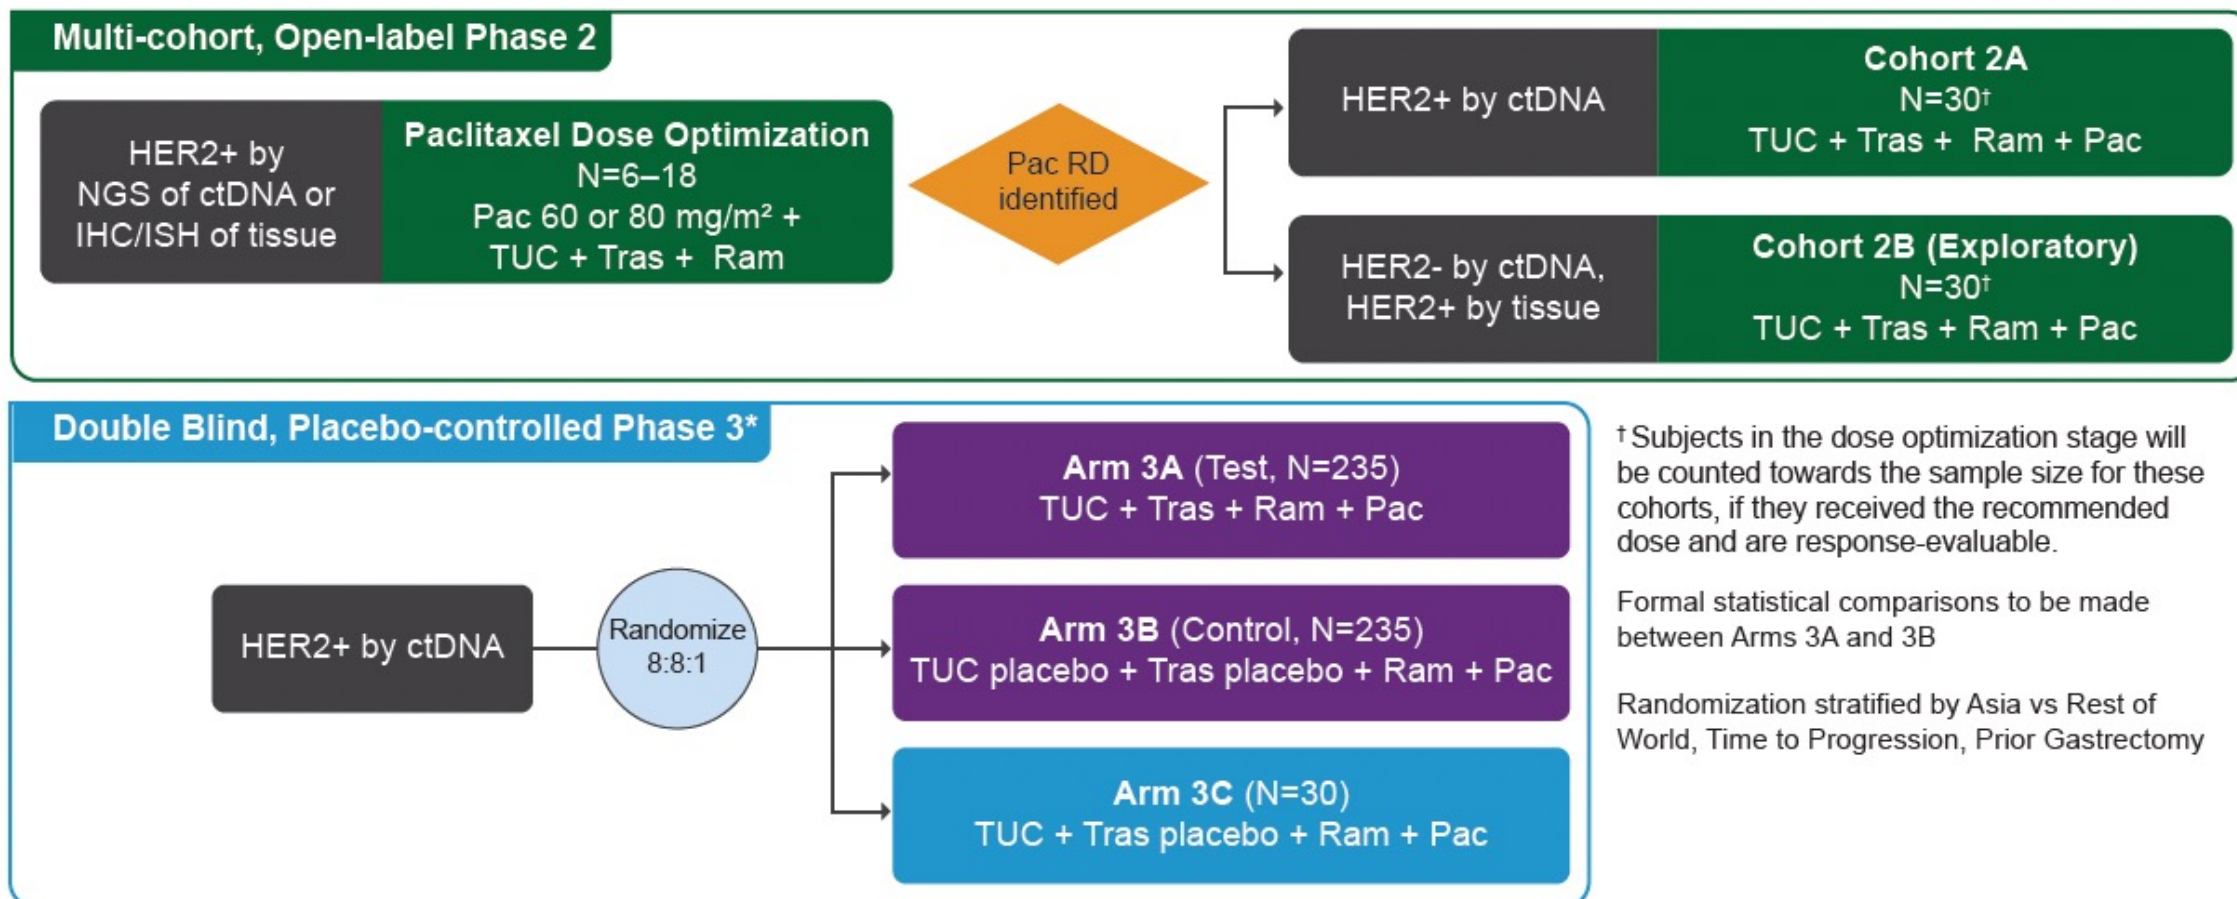 Multi-cohort, Open-label Phase 2
HER2+ by
NGS of ctDNA or
IHC/ISH of tissue
Paclitaxel Dose Optimization
N=6–18
Pac 60 or 80 mg/m² +
TUC + Tras + Ram
Pac RD
identified
HER2+ by ctDNA
Cohort 2A
N=30†
TUC + Tras + Ram + Pac
HER2- by ctDNA,
HER2+ by tissue
Cohort 2B (Exploratory)
N=30†
TUC + Tras + Ram + Pac
Double Blind, Placebo-controlled Phase 3*
HER2+ by ctDNA
Randomize
8:8:1
Arm 3A (Test, N=235)
TUC + Tras + Ram + Pac
Arm 3B (Control, N=235)
TUC placebo + Tras placebo + Ram + Pac
Arm 3C (N=30)
TUC + Tras placebo + Ram + Pac
† Subjects in the dose optimization stage will
be counted towards the sample size for these
cohorts, if they received the recommended
dose and are response-evaluable.
Formal statistical comparisons to be made
between Arms 3A and 3B
Randomization stratified by Asia vs Rest of
World, Time to Progression, Prior Gastrectomy